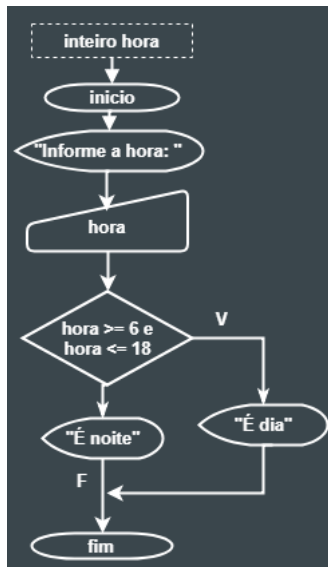 inteiro hora
inicio
"Informe a hora: "
hora
hora >= 6 e
hora <= 18
V
"É noite"
"É dia"
F
fim